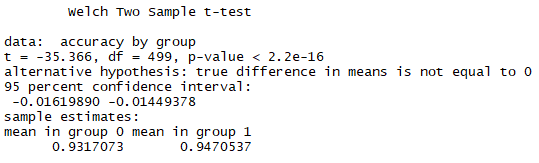 Welch Two Sample t-test
data:  accuracy by group
t = -35.366, df = 499, p-value < 2.2e-16
alternative hypothesis: true difference in means is not equal to 0
95 percent confidence interval:
 -0.01619890 -0.01449378
sample estimates:
mean in group 0 mean in group 1
      0.9317073       0.9470537